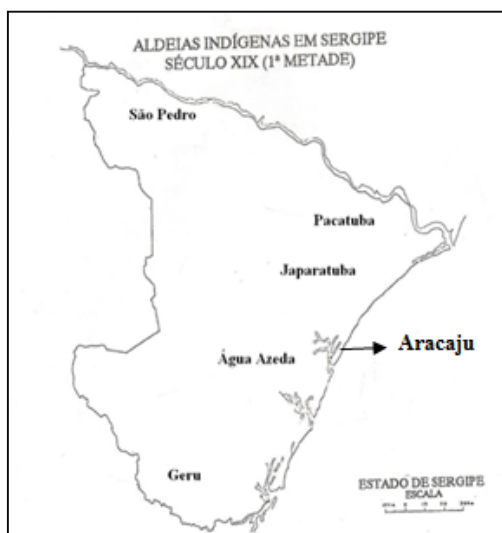 ALDEIAS INDÍGENAS EM SERGIPE
SÉCULO XIX (1ª METADE)
São Pedro
Pacatuba
Japaratuba
Água Azeda
Aracaju
Geru
ESTADO DE SERGIPE
ESCALA